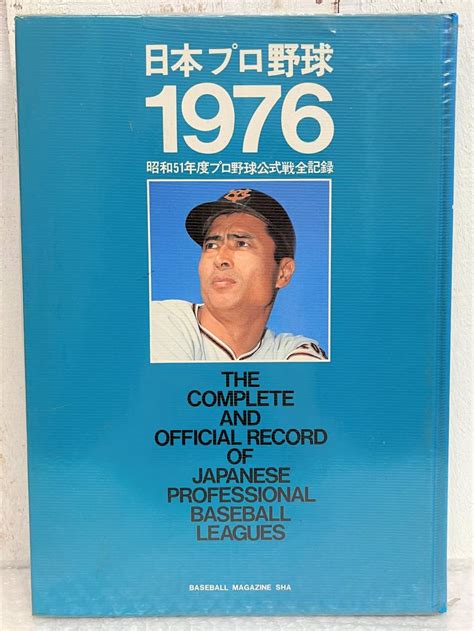 日本プロ野球
1976
昭和51年度プロ野球公式戦全記録
THE
COMPLETE
AND
OFFICIAL RECORD
OF
JAPANESE
PROFESSIONAL
BASEBALL
LEAGUES
BASEBALL MAGAZINE SHA